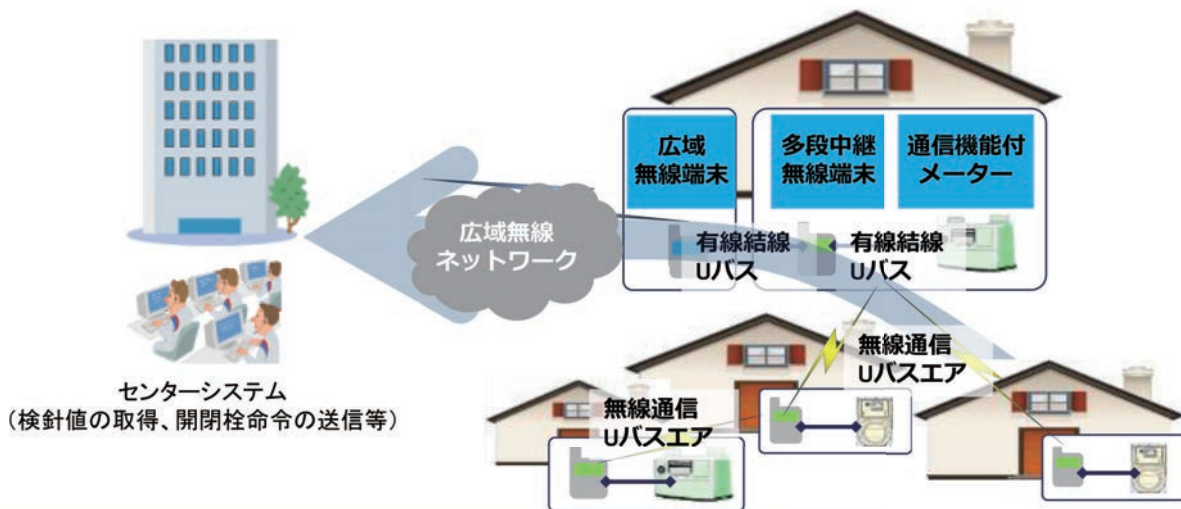 広域
無線端末
多段中継
無線端末
通信機能付
メーター
広域無線
ネットワーク
有線結線
Uバス
有線結線
Uバス
無線通信
Uバスエア
無線通信
Uバスエア
センターシステム
（検針値の取得、開閉栓命令の送信等）